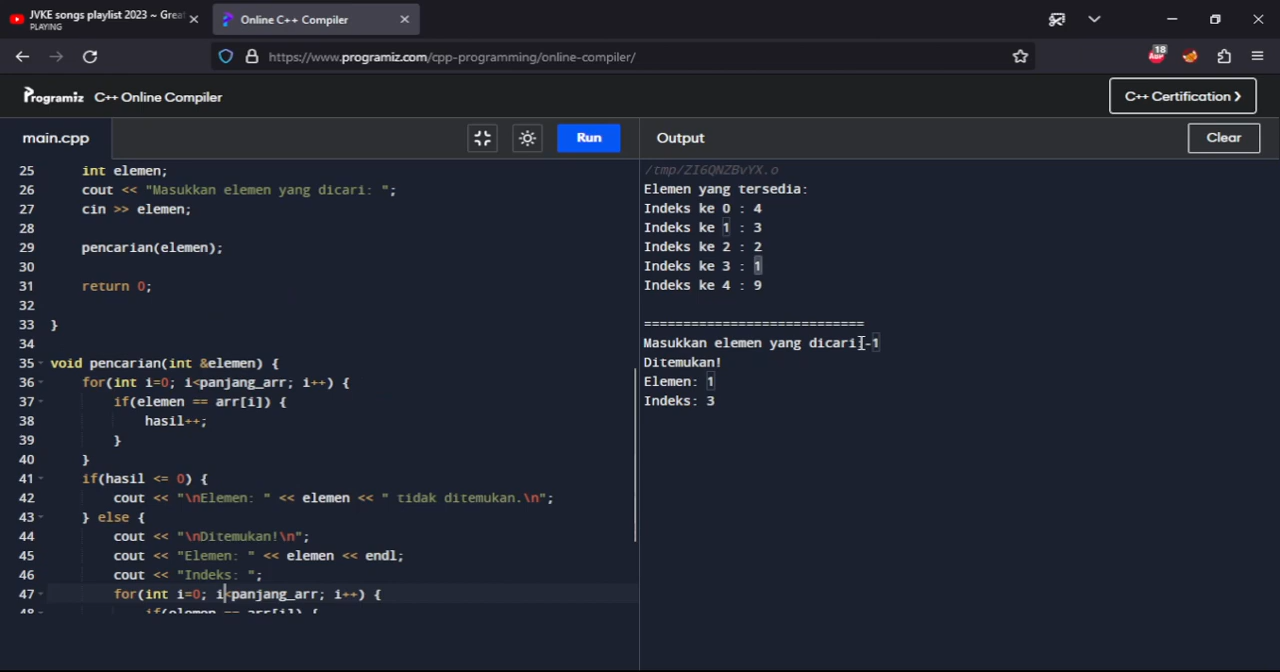 JVKE songs playlist 2023 ~ Grea
PLAYING
Online C++ Compiler
https://www.programiz.com/cpp-programming/online-compiler/
18
Programiz C++ Online Compiler
C++ Certification
main.cpp
Run
Output
Clear
25 int elemen;
26 cout << "Masukkan elemen yang dicari: ";
27 cin >> elemen;
28
29 pencarian(elemen);
30
31 return 0;
32
33 }
34
35 void pencarian(int &elemen) {
36 for(int i=0; i<panjang_arr; i++) {
37 if(elemen == arr[i]) {
38 hasil++;
39 }
40 }
41 if(hasil <= 0) {
42 cout << "\nElemen: " << elemen << " tidak ditemukan.\n";
43 } else {
44 cout << "\nDitemukan!\n";
45 cout << "Elemen: " << elemen << endl;
46 cout << "Indeks: ";
47 for(int i=0; i<panjang_arr; i++) {
48 if(elemen == arr[i]) {
/tmp/ZI6QNZBvYX.o
Elemen yang tersedia:
Indeks ke 0 : 4
Indeks ke 1 : 3
Indeks ke 2 : 2
Indeks ke 3 : 1
Indeks ke 4 : 9
============================
Masukkan elemen yang dicari: 1
Ditemukan!
Elemen: 1
Indeks: 3